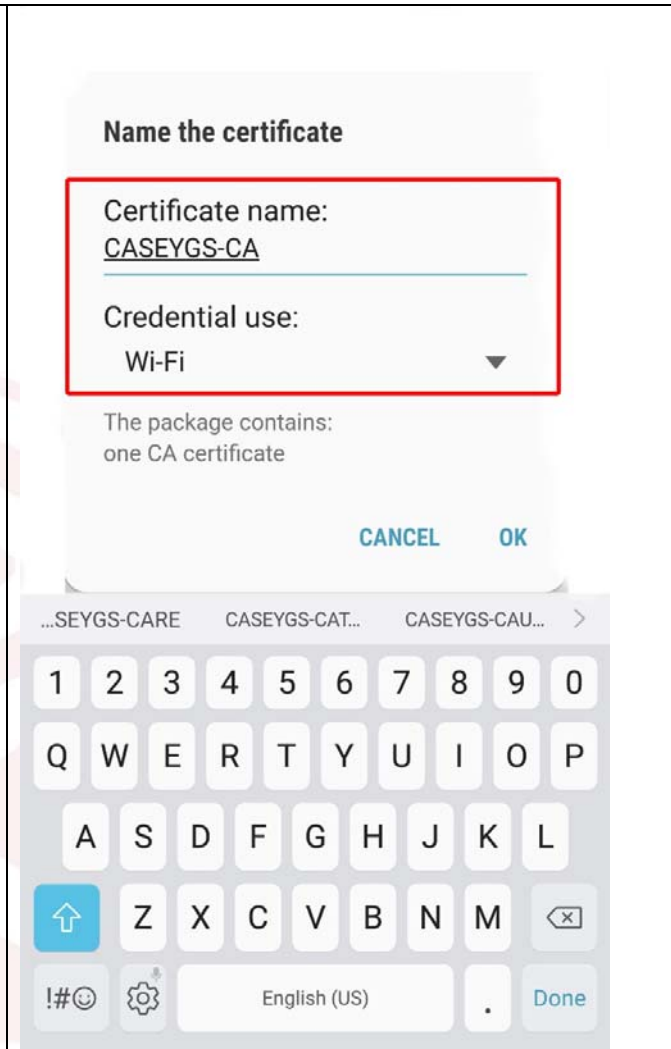 Name the certificate
Certificate name:
CASEYGS-CA
Credential use:
Wi-Fi
The package contains:
one CA certificate
CANCEL OK
...SEYGS-CARE CASEYGS-CAT... CASEYGS-CAU... >
1 2 3 4 5 6 7 8 9 0
Q W E R T Y U I O P
A S D F G H J K L
Z X C V B N M
!#☺ English (US) . Done